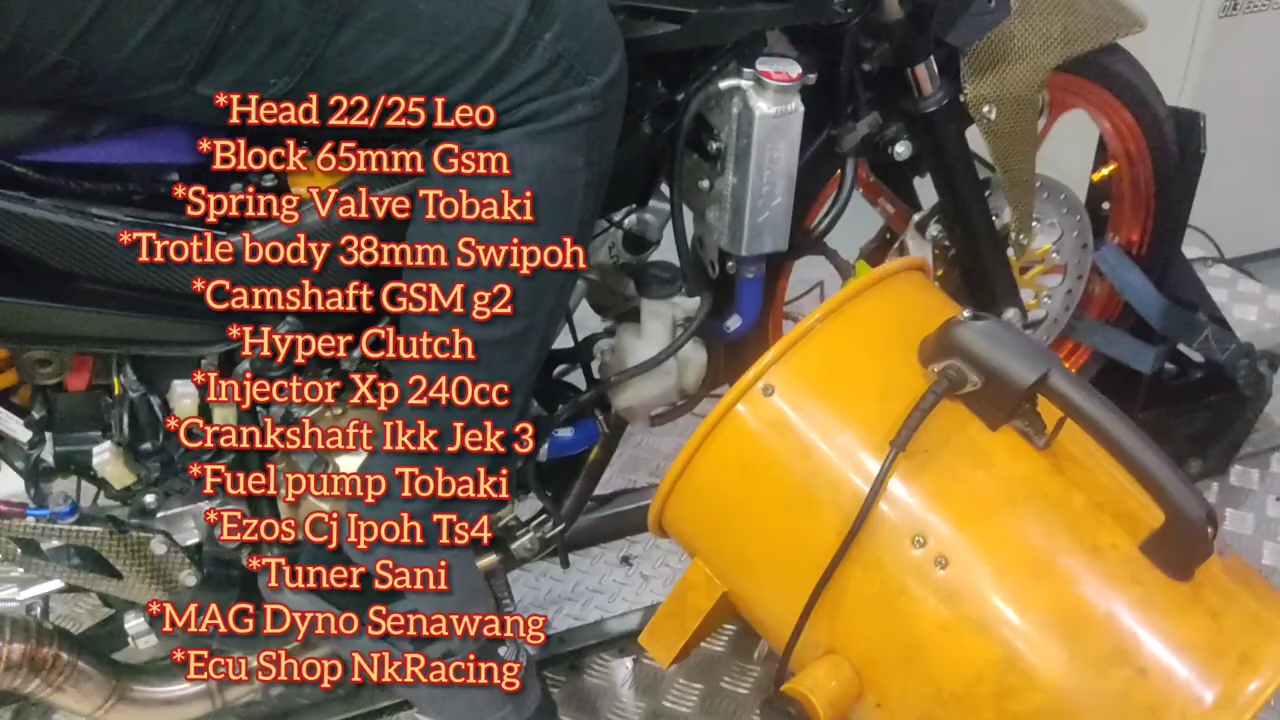 *Head 22/25 Leo
*Block 65mm Gsm
*Spring Valve Tobaki
*Trotle body 38mm Swipoh
*Camshaft GSM g2
*Hyper Clutch
*Injector Xp 240cc
*Crankshaft Ikk Jek 3
*Fuel pump Tobaki
*Ezos Cj Ipoh Ts4
*Tuner Sani
*MAG Dyno Senawang
*Ecu Shop NkRacing